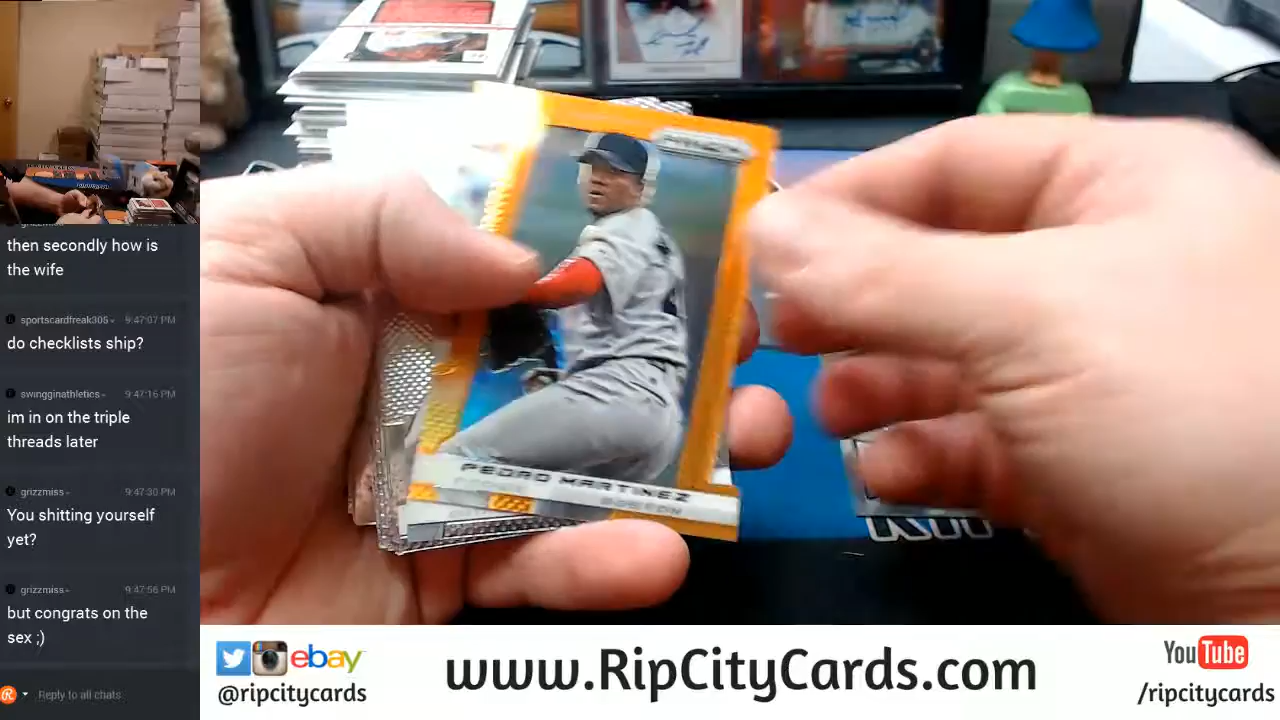 then secondly how is
the wife
sportscardfreak305 9:47:07 PM
do checklists ship?
swingginathletics 9:47:16 PM
im in on the triple
threads later
grizzmiss 9:47:30 PM
You shitting yourself
yet?
grizzmiss 9:47:56 PM
but congrats on the
sex ;)
Reply to all chats
PRIZM
PEDRO MARTINEZ
BOSTON
ebay
@ripcitycards
www.RipCityCards.com
YouTube
/ripcitycards